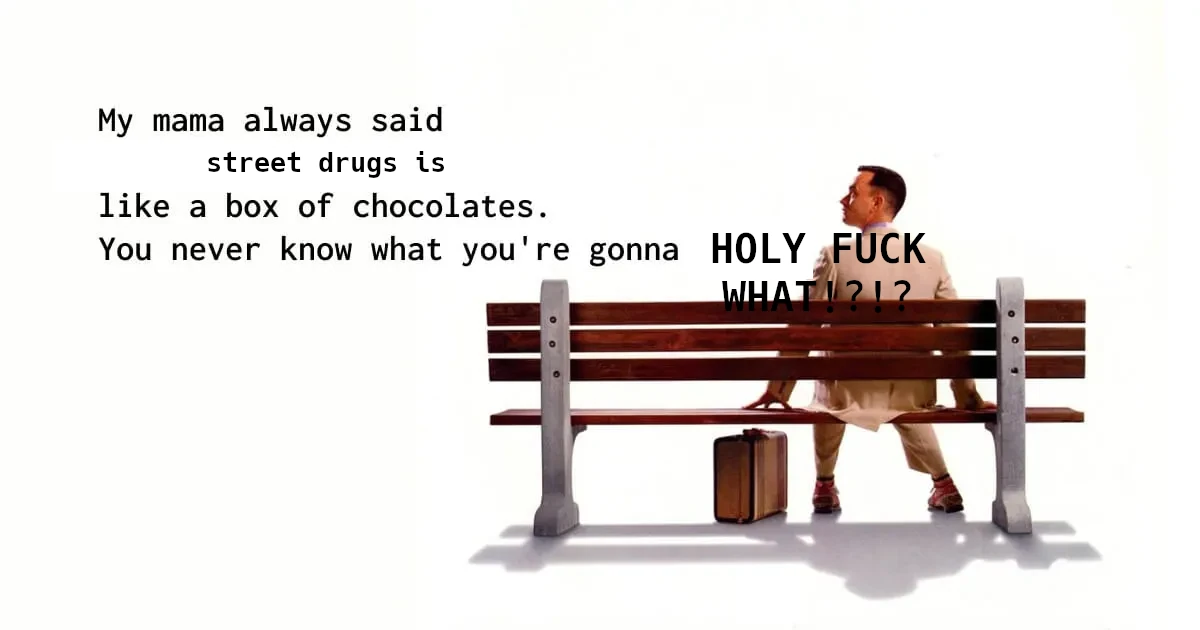 My mama always said
street drugs is
like a box of chocolates.
You never know what you're gonna HOLY FUCK
WHAT!?!?